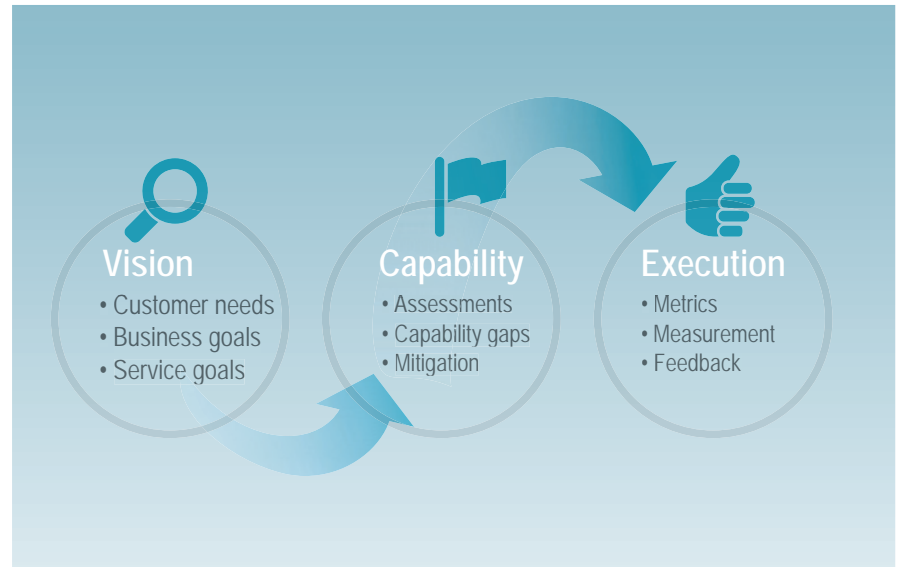 Vision
• Customer needs
• Business goals
• Service goals
Capability
• Assessments
• Capability gaps
• Mitigation
Execution
• Metrics
• Measurement
• Feedback